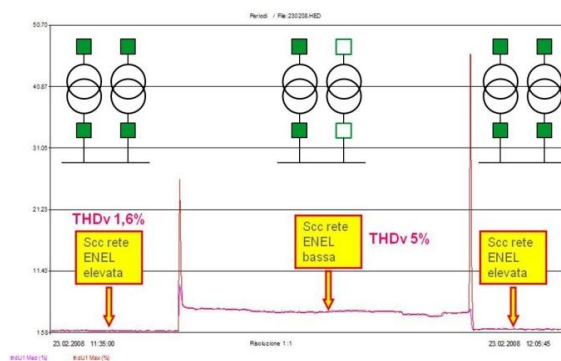 Periodi / File :230208.HED
50.70
40.87
31.05
21.23
11.40
1.58
THDv 1,6%
Scc rete
ENEL
elevata
Scc rete
ENEL
bassa
THDv 5%
Scc rete
ENEL
elevata
23.02.2008 11:35:00
Risoluzione 1:1
23.02.2008 12:05:45
thdU1 Med (%)
thdU1 Max (%)